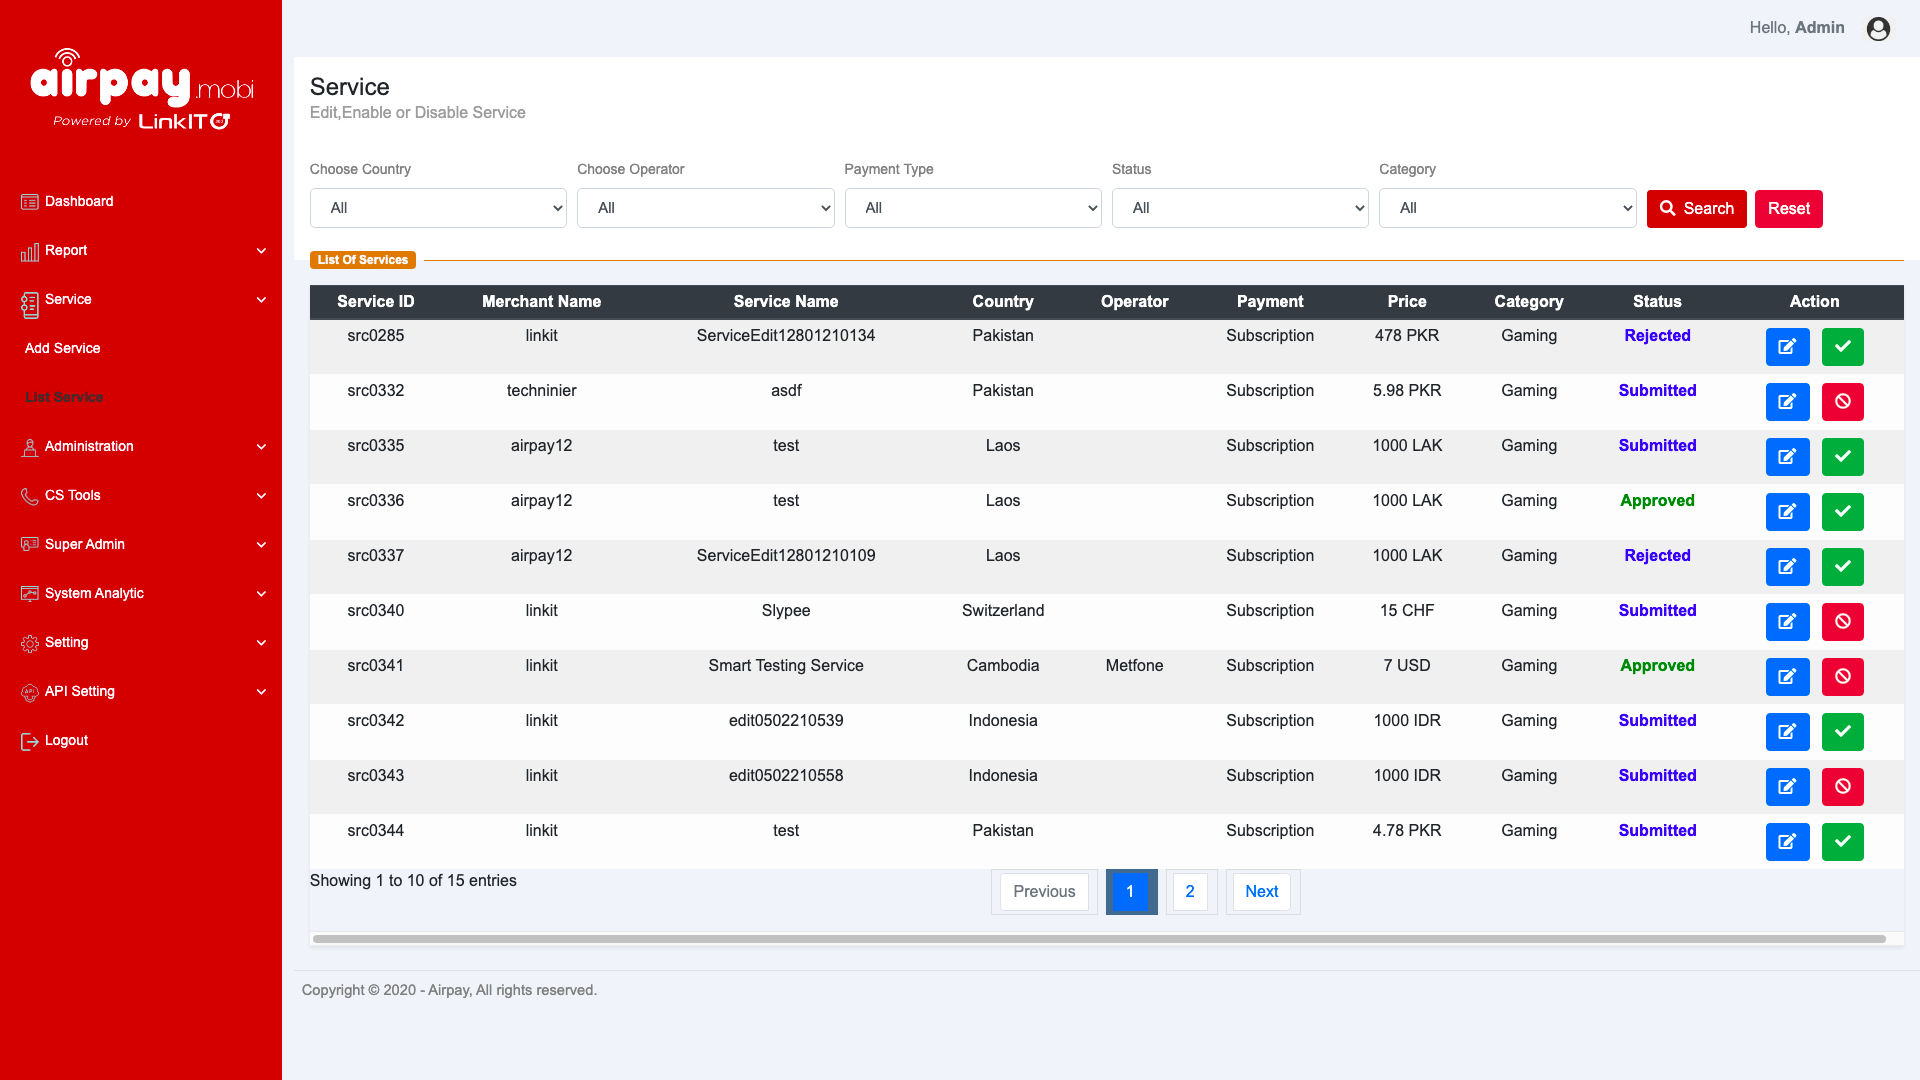 Hello, Admin
airpay.mobi
Powered by LinkIT
Dashboard
Report
Service
Add Service
List Service
Administration
CS Tools
Super Admin
System Analytic
Setting
API Setting
Logout
Service
Edit,Enable or Disable Service
Choose Country Choose Operator Payment Type Status Category
All All All All All Search Reset
List Of Services
Service ID Merchant Name Service Name Country Operator Payment Price Category Status Action
src0285 linkit ServiceEdit12801210134 Pakistan Subscription 478 PKR Gaming Rejected
src0332 techninier asdf Pakistan Subscription 5.98 PKR Gaming Submitted
src0335 airpay12 test Laos Subscription 1000 LAK Gaming Submitted
src0336 airpay12 test Laos Subscription 1000 LAK Gaming Approved
src0337 airpay12 ServiceEdit12801210109 Laos Subscription 1000 LAK Gaming Rejected
src0340 linkit Slypee Switzerland Subscription 15 CHF Gaming Submitted
src0341 linkit Smart Testing Service Cambodia Metfone Subscription 7 USD Gaming Approved
src0342 linkit edit0502210539 Indonesia Subscription 1000 IDR Gaming Submitted
src0343 linkit edit0502210558 Indonesia Subscription 1000 IDR Gaming Submitted
src0344 linkit test Pakistan Subscription 4.78 PKR Gaming Submitted
Showing 1 to 10 of 15 entries Previous 1 2 Next
Copyright © 2020 - Airpay, All rights reserved.